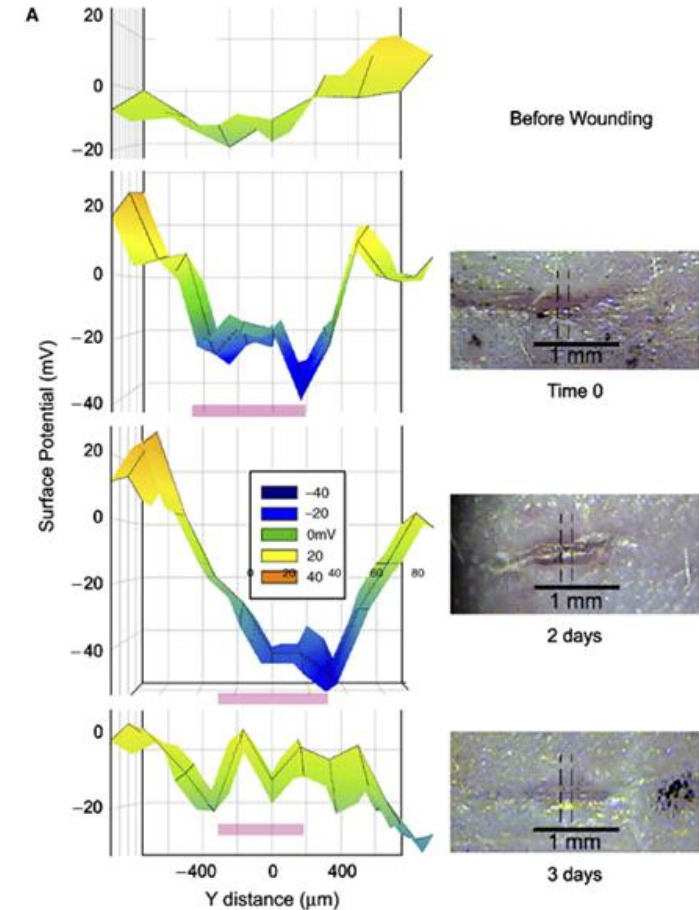 A
20
0
−20
Before Wounding
20
0
−20
−40
1 mm
Time 0
Surface Potential (mV)
20
0
−20
−40
−40
−20
0mV
20
40
0 20 40 60 80
1 mm
2 days
0
−20
1 mm
3 days
−400 0 400
Y distance (µm)